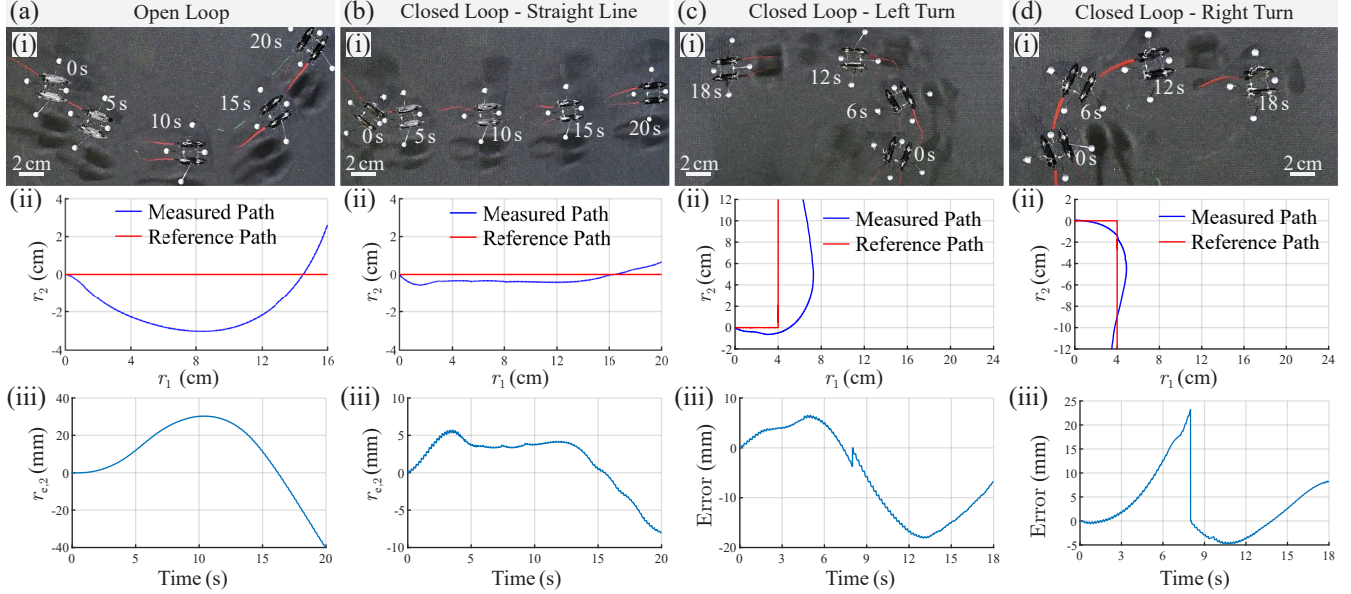 (a) Open Loop
(i)
0 s
5 s
10 s
15 s
20 s
2 cm
(ii)
Measured Path
Reference Path
4
2
0
-2
-4
r2 (cm)
0 4 8 12 16
r1 (cm)
(iii)
40
20
0
-20
-40
re,2 (mm)
0 5 10 15 20
Time (s)
(b) Closed Loop - Straight Line
(i)
0 s
5 s
10 s
15 s
20 s
2 cm
(ii)
Measured Path
Reference Path
4
2
0
-2
-4
r2 (cm)
0 4 8 12 16 20
r1 (cm)
(iii)
10
5
0
-5
-10
re,2 (mm)
0 5 10 15 20
Time (s)
(c) Closed Loop - Left Turn
(i)
18 s
12 s
6 s
0 s
2 cm
(ii)
Measured Path
Reference Path
12
10
8
6
4
2
0
-2
r2 (cm)
0 4 8 12 16 20 24
r1 (cm)
(iii)
10
0
-10
-20
Error (mm)
0 3 6 9 12 15 18
Time (s)
(d) Closed Loop - Right Turn
(i)
6 s
12 s
18 s
0 s
2 cm
(ii)
Measured Path
Reference Path
2
0
-2
-4
-6
-8
-10
-12
r2 (cm)
0 4 8 12 16 20 24
r1 (cm)
(iii)
25
20
15
10
5
0
-5
Error (mm)
0 3 6 9 12 15 18
Time (s)